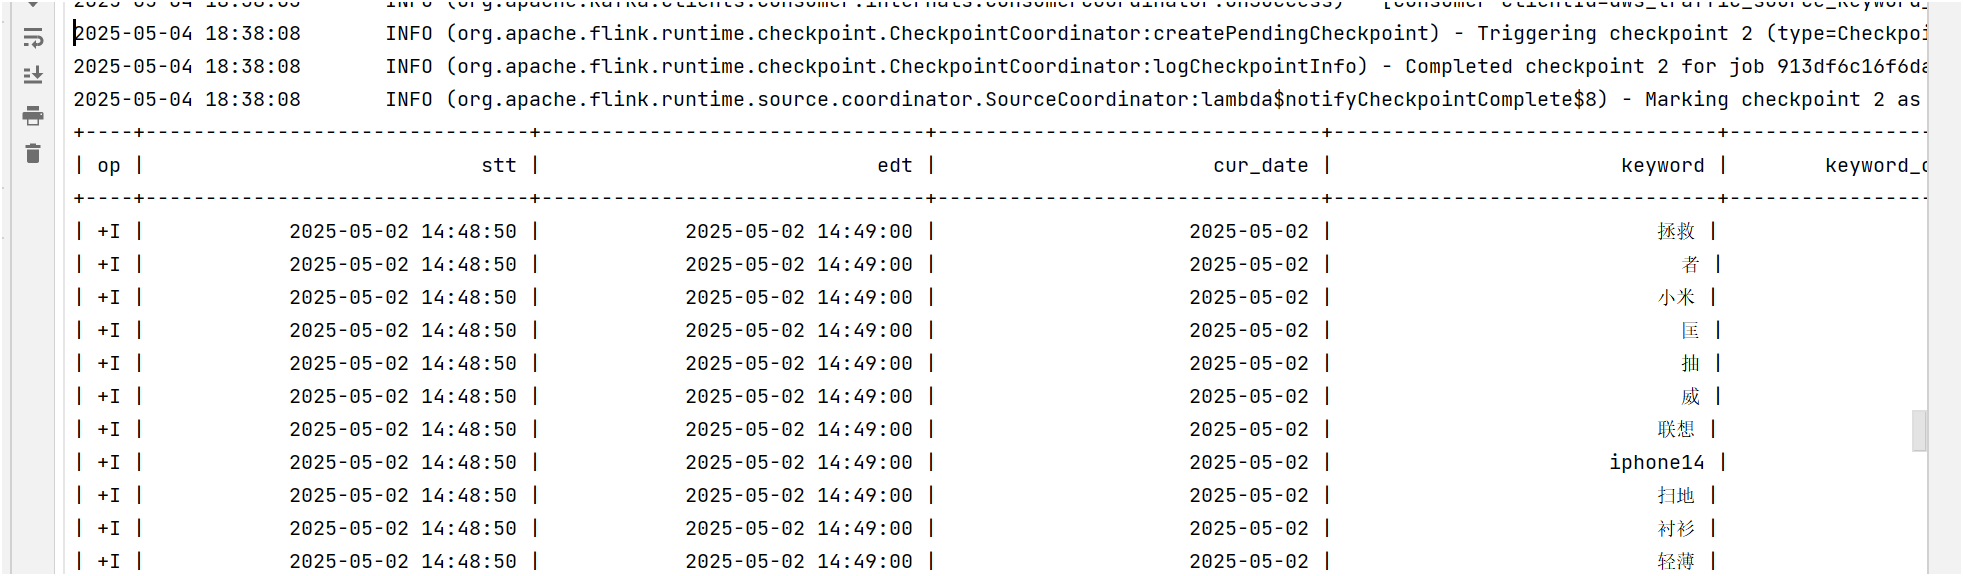 2025-05-04 18:38:08 INFO (org.apache.flink.runtime.checkpoint.CheckpointCoordinator:createPendingCheckpoint) - Triggering checkpoint 2 (type=Checkpoi
2025-05-04 18:38:08 INFO (org.apache.flink.runtime.checkpoint.CheckpointCoordinator:logCheckpointInfo) - Completed checkpoint 2 for job 913df6c16f6da
2025-05-04 18:38:08 INFO (org.apache.flink.runtime.source.coordinator.SourceCoordinator:lambda$notifyCheckpointComplete$8) - Marking checkpoint 2 as
+----+--------------------------------+--------------------------------+--------------------------------+--------------------------------+-----------------
| op | stt | edt | cur_date | keyword | keyword_c
+----+--------------------------------+--------------------------------+--------------------------------+--------------------------------+-----------------
| +I | 2025-05-02 14:48:50 | 2025-05-02 14:49:00 | 2025-05-02 | 拯救 |
| +I | 2025-05-02 14:48:50 | 2025-05-02 14:49:00 | 2025-05-02 | 者 |
| +I | 2025-05-02 14:48:50 | 2025-05-02 14:49:00 | 2025-05-02 | 小米 |
| +I | 2025-05-02 14:48:50 | 2025-05-02 14:49:00 | 2025-05-02 | 匡 |
| +I | 2025-05-02 14:48:50 | 2025-05-02 14:49:00 | 2025-05-02 | 抽 |
| +I | 2025-05-02 14:48:50 | 2025-05-02 14:49:00 | 2025-05-02 | 威 |
| +I | 2025-05-02 14:48:50 | 2025-05-02 14:49:00 | 2025-05-02 | 联想 |
| +I | 2025-05-02 14:48:50 | 2025-05-02 14:49:00 | 2025-05-02 | iphone14 |
| +I | 2025-05-02 14:48:50 | 2025-05-02 14:49:00 | 2025-05-02 | 扫地 |
| +I | 2025-05-02 14:48:50 | 2025-05-02 14:49:00 | 2025-05-02 | 衬衫 |
| +I | 2025-05-02 14:48:50 | 2025-05-02 14:49:00 | 2025-05-02 | 轻薄 |